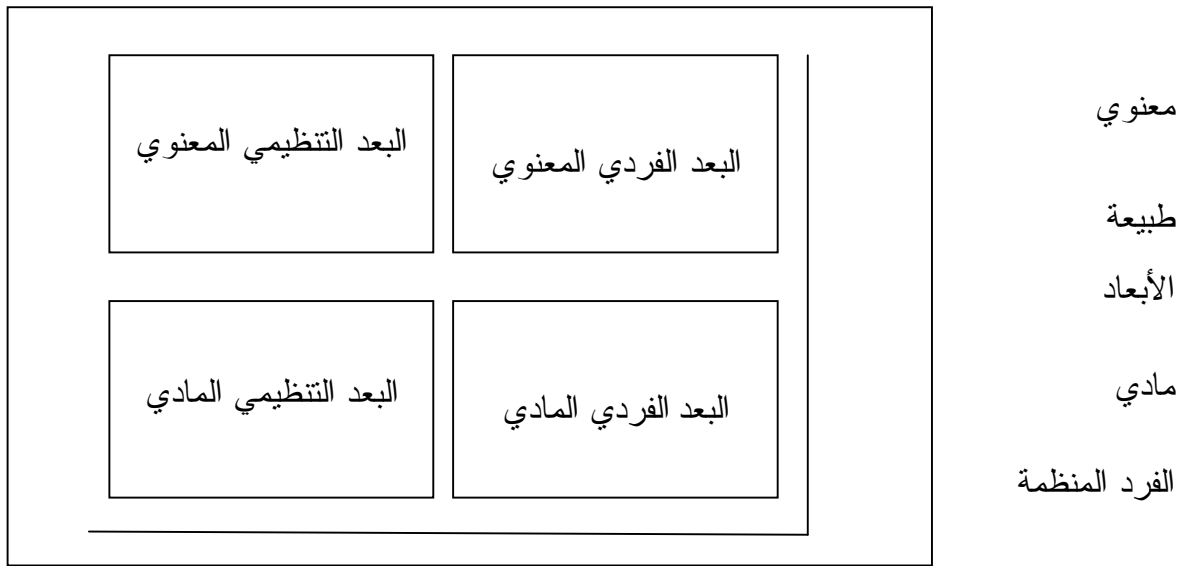 معنوي
البعد الفردي المعنوي
البعد التنظيمي المعنوي
طبيعة
الأبعاد
مادي
البعد الفردي المادي
البعد التنظيمي المادي
الفرد المنظمة